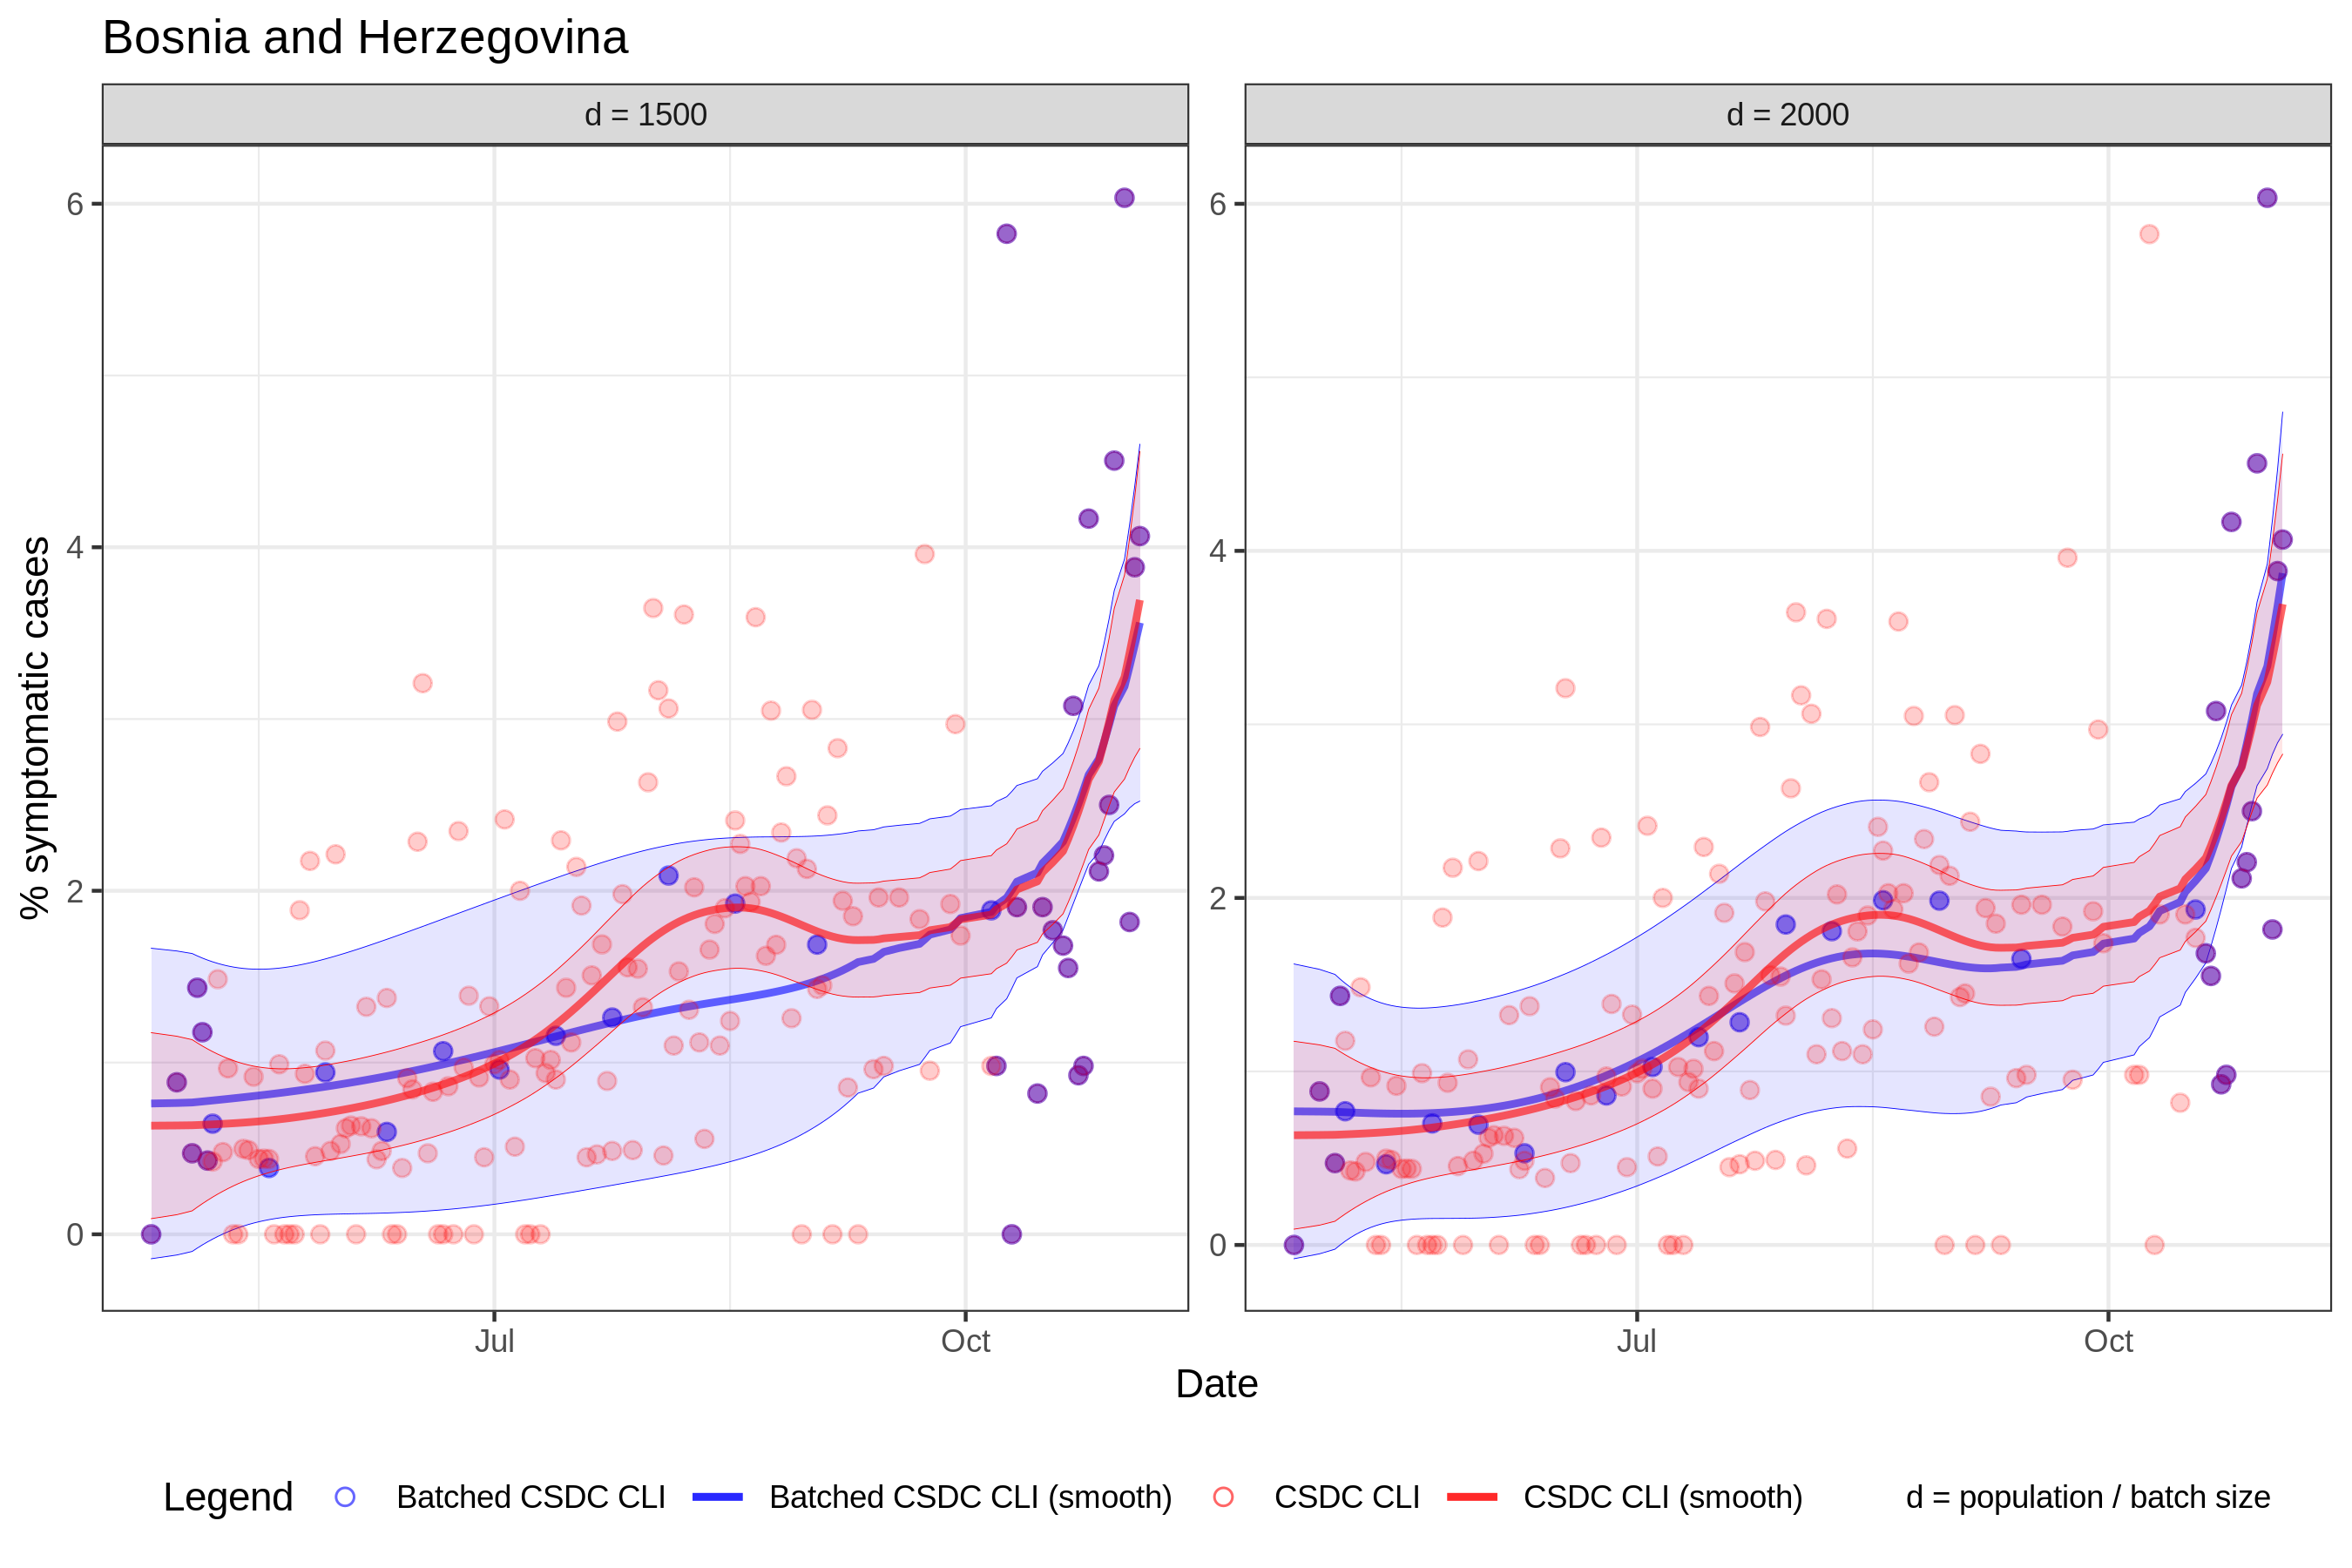 Bosnia and Herzegovina
d = 1500
d = 2000
% symptomatic cases
6
4
2
0
6
4
2
0
Jul
Oct
Jul
Oct
Date
Legend
Batched CSDC CLI
Batched CSDC CLI (smooth)
CSDC CLI
CSDC CLI (smooth)
d = population / batch size